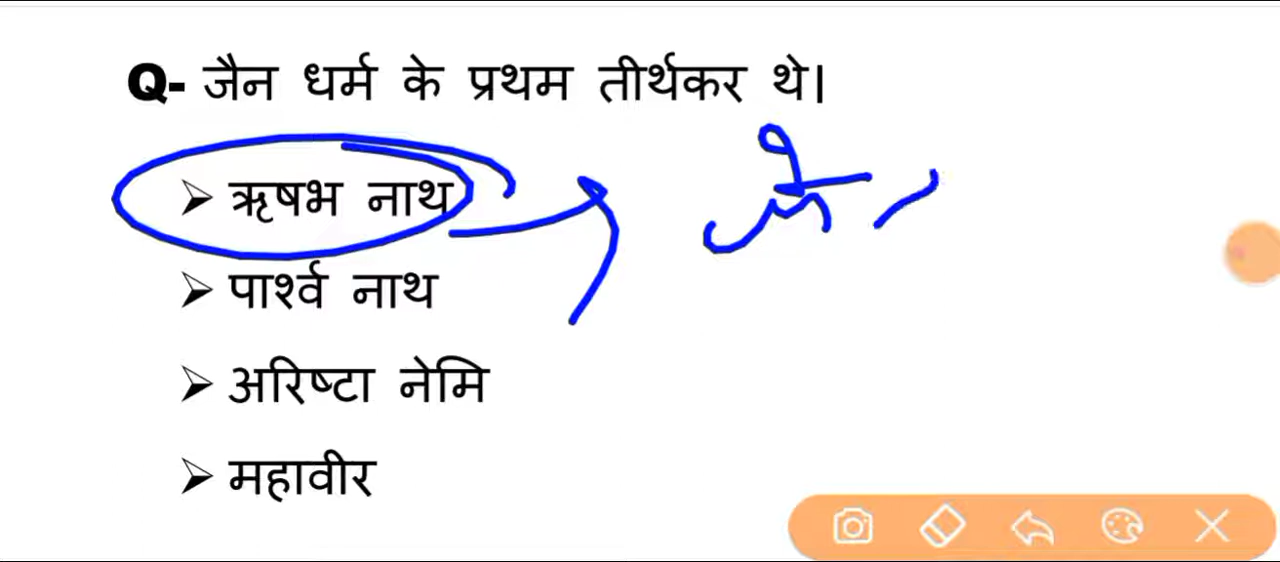 Q- जैन धर्म के प्रथम तीर्थकर थे।
➢ ऋषभ नाथ
➢ पार्श्व नाथ
➢ अरिष्टा नेमि
➢ महावीर